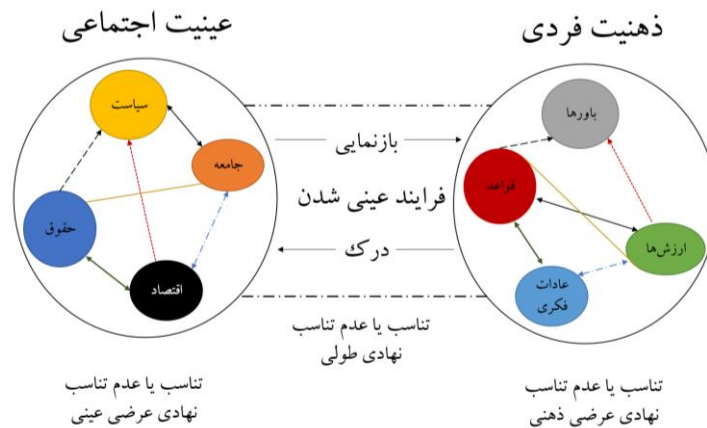 ذهنیت فردی
عینیت اجتماعی
باورها
قواعد
ارزش‌ها
عادات
فکری
بازنمایی
فرایند عینی شدن
درک
سیاست
جامعه
حقوق
اقتصاد
تناسب یا عدم تناسب
نهادی طولی
تناسب یا عدم تناسب
نهادی عرضی ذهنی
تناسب یا عدم تناسب
نهادی عرضی عینی